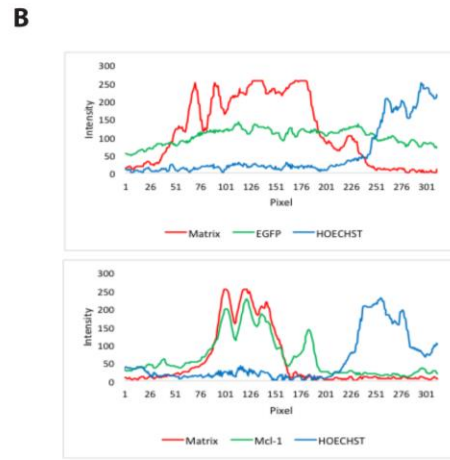 B
300
250
200
150
100
50
0
Intensity
1 26 51 76 101 126 151 176 201 226 251 276 301
Pixel
Matrix EGFP HOECHST
300
250
200
150
100
50
0
Intensity
1 26 51 76 101 126 151 176 201 226 251 276 301
Pixel
Matrix Mcl-1 HOECHST